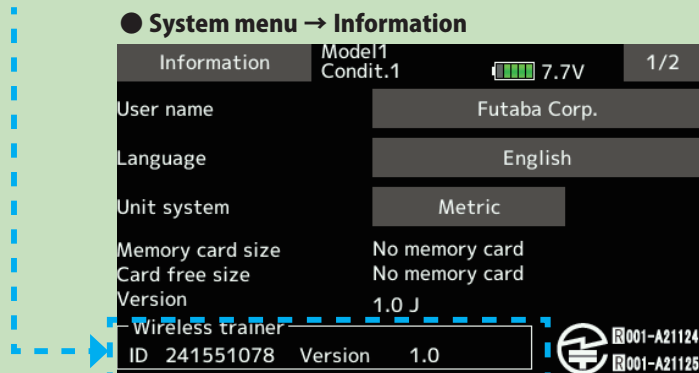 ● System menu → Information
Information Model1 Condit.1 7.7V 1/2
User name Futaba Corp.
Language English
Unit system Metric
Memory card size No memory card
Card free size No memory card
Version 1.0 J
Wireless trainer
ID 241551078 Version 1.0
R 001-A21124
R 001-A21125